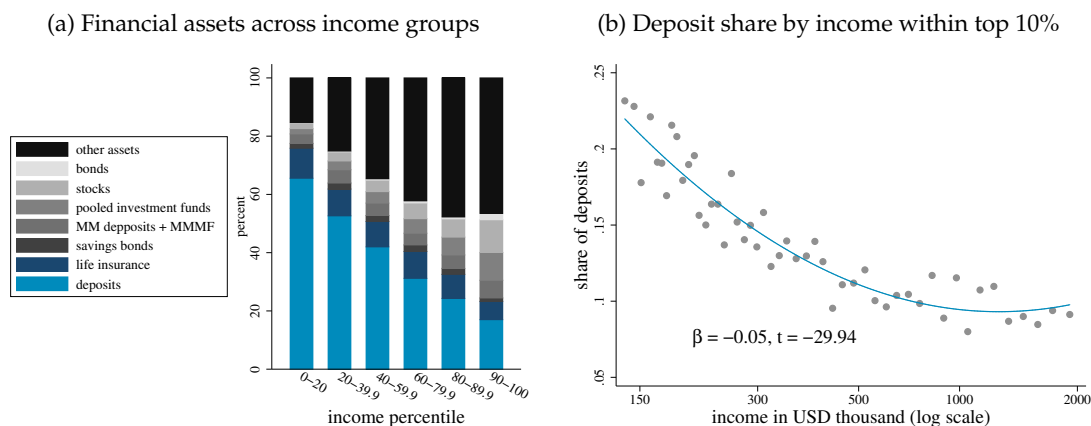 (a) Financial assets across income groups
other assets
bonds
stocks
pooled investment funds
MM depposits + MMMF
savings bonds
life insurance
deposits
percent
100
80
60
40
20
0
0−20
20−39.9
40−59.9
60−79.9
80−89.9
90−100
income percentile
(b) Deposit share by income within top 10%
share of deposits
.25
.2
.15
.1
.05
β = −0.05, t = −29.94
150
300
500
1000
2000
income in USD thousand (log scale)